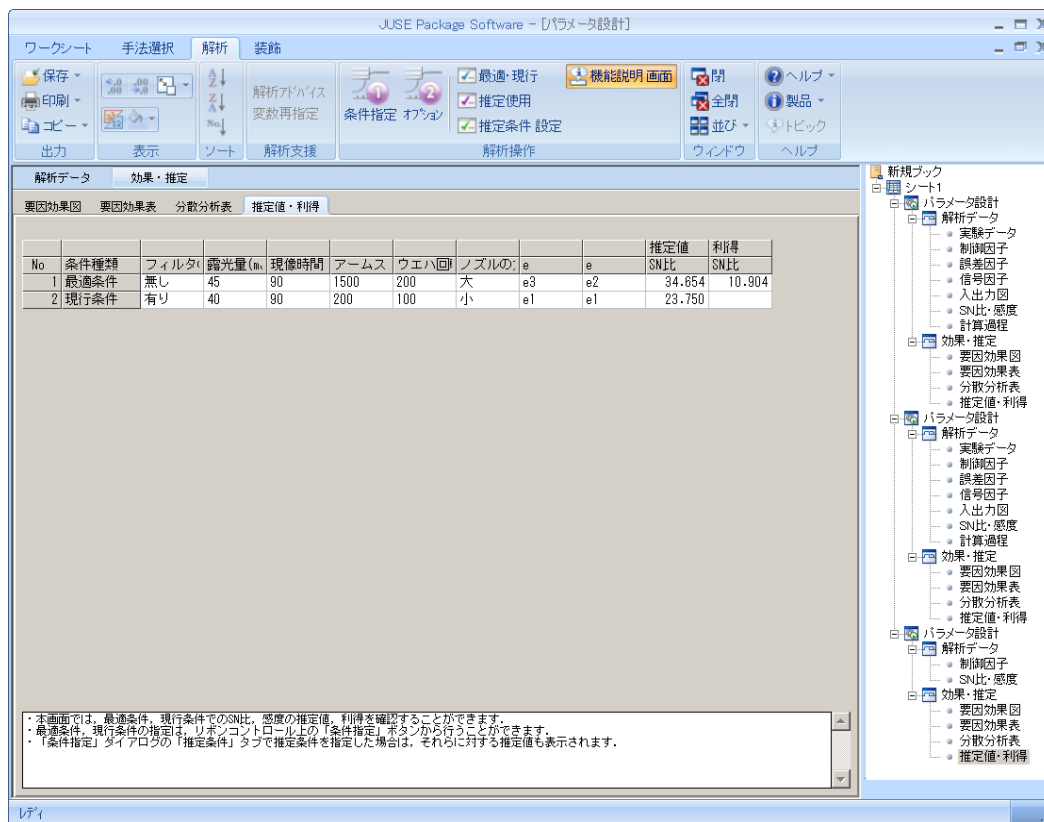 JUSE Package Software - [パラメータ設計]
ワークシート 手法選択 解析 装飾
保存 印刷 コピー 出力
表示
ソート
解析アドバイス 変数再指定 解析支援
条件指定 オプション 最適・現行 推定使用 推定条件 設定 機能説明 画面 解析操作
閉 全閉 並び ウィンドウ
ヘルプ 製品 トピック ヘルプ
解析データ 効果・推定
要因効果図 要因効果表 分散分析表 推定値・利得
推定値 利得
No 条件種類 フィルタ( 露光量(m 現像時間 アームス ウエハ回 ノズルの e e SN比 SN比
1 最適条件 無し 45 90 1500 200 大 e3 e2 34.654 10.904
2 現行条件 有り 40 90 200 100 小 e1 e1 23.750
・本画面では，最適条件，現行条件でのSN比，感度の推定値，利得を確認することができます．
・最適条件，現行条件の指定は，リボンコントロール上の「条件指定」ボタンから行うことができます．
・「条件指定」ダイアログの「推定条件」タブで推定条件を指定した場合は，それらに対する推定値も表示されます．
新規ブック
シート1
パラメータ設計
解析データ
実験データ
制御因子
誤差因子
信号因子
入出力図
SN比・感度
計算過程
効果・推定
要因効果図
要因効果表
分散分析表
推定値・利得
パラメータ設計
解析データ
実験データ
制御因子
誤差因子
信号因子
入出力図
SN比・感度
計算過程
効果・推定
要因効果図
要因効果表
分散分析表
推定値・利得
パラメータ設計
解析データ
制御因子
SN比・感度
効果・推定
要因効果図
要因効果表
分散分析表
推定値・利得
レディ